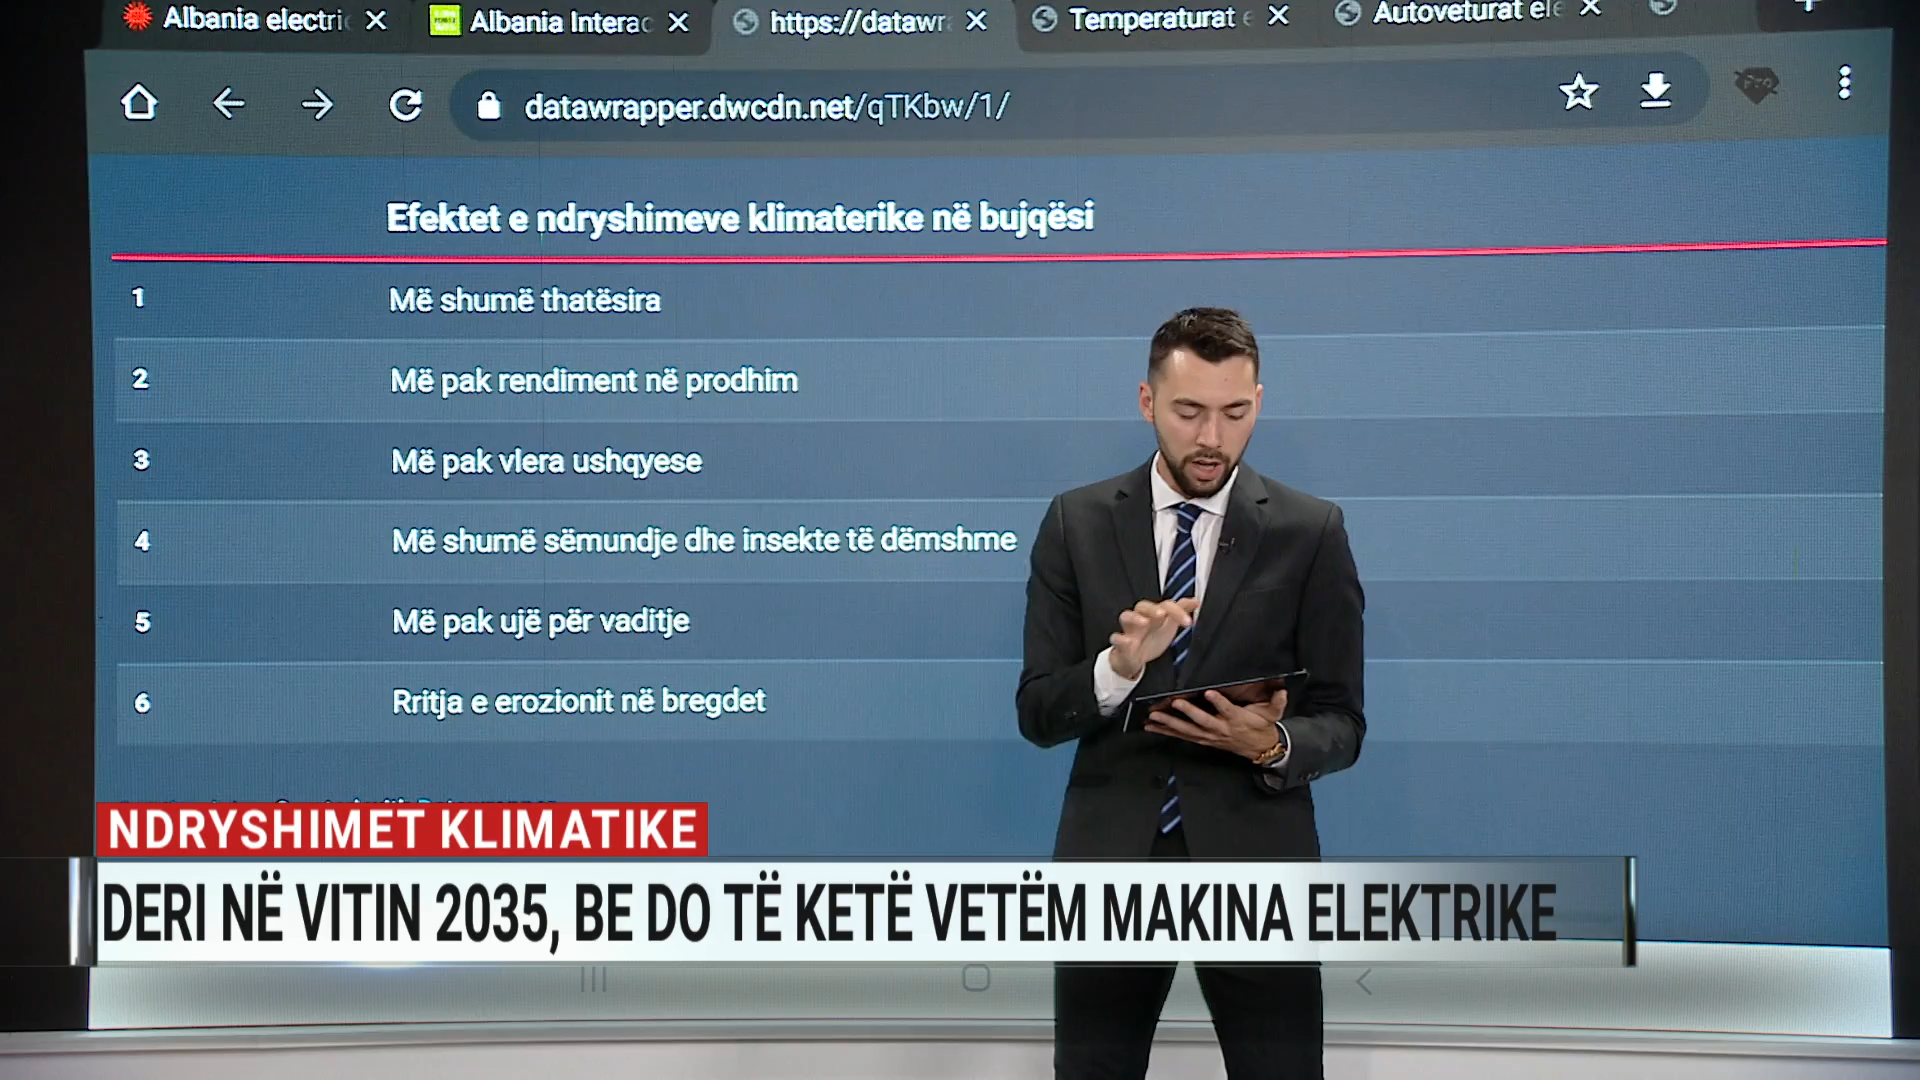 Albania electri
Albania Interac
https://datawr
Temperaturat e
Autoveturat ele
datawrapper.dwcdn.net/qTKbw/1/
Efektet e ndryshimeve klimaterike në bujqësi
1 Më shumë thatësira
2 Më pak rendiment në prodhim
3 Më pak vlera ushqyese
4 Më shumë sëmundje dhe insekte të dëmshme
5 Më pak ujë për vaditje
6 Rritja e erozionit në bregdet
NDRYSHIMET KLIMATIKE
DERI NË VITIN 2035, BE DO TË KETË VETËM MAKINA ELEKTRIKE